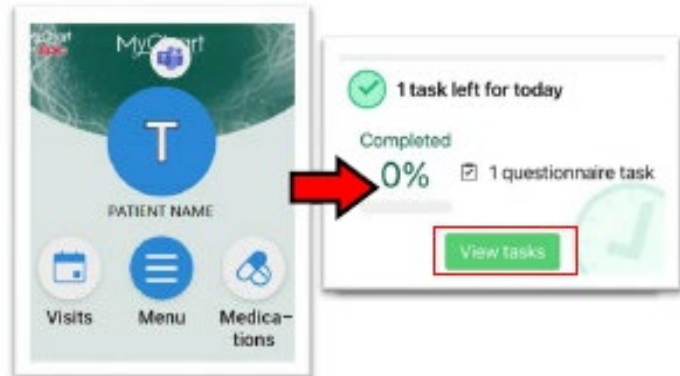 MyChart
Epic
T
PATIENT NAME
Visits
Menu
Medica-
tions
1 task left for today
Completed
0%
1 questionnaire task
View tasks